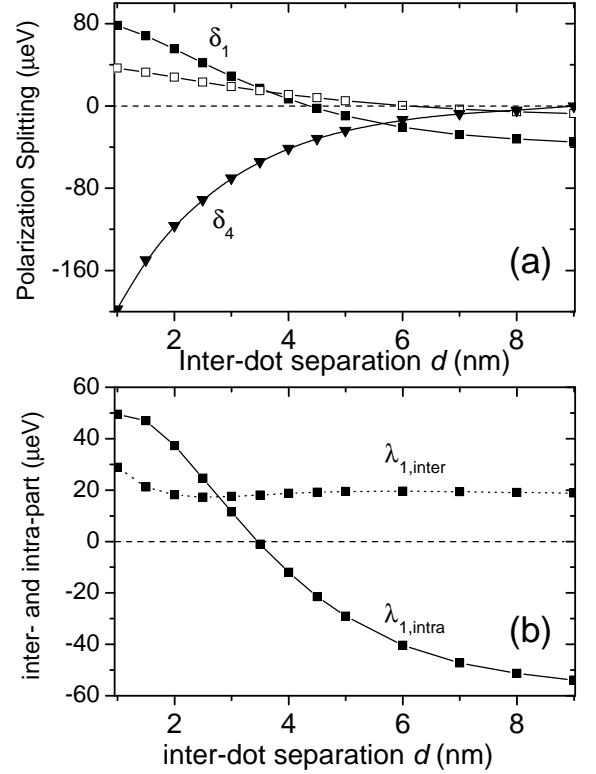 80
0
-80
-160
Polarization Splitting (μeV)
δ1
δ4
(a)
2 4 6 8
Inter-dot separation d (nm)
60
40
20
0
-20
-40
-60
inter- and intra-part (μeV)
λ1,inter
λ1,intra
(b)
2 4 6 8
inter-dot separation d (nm)